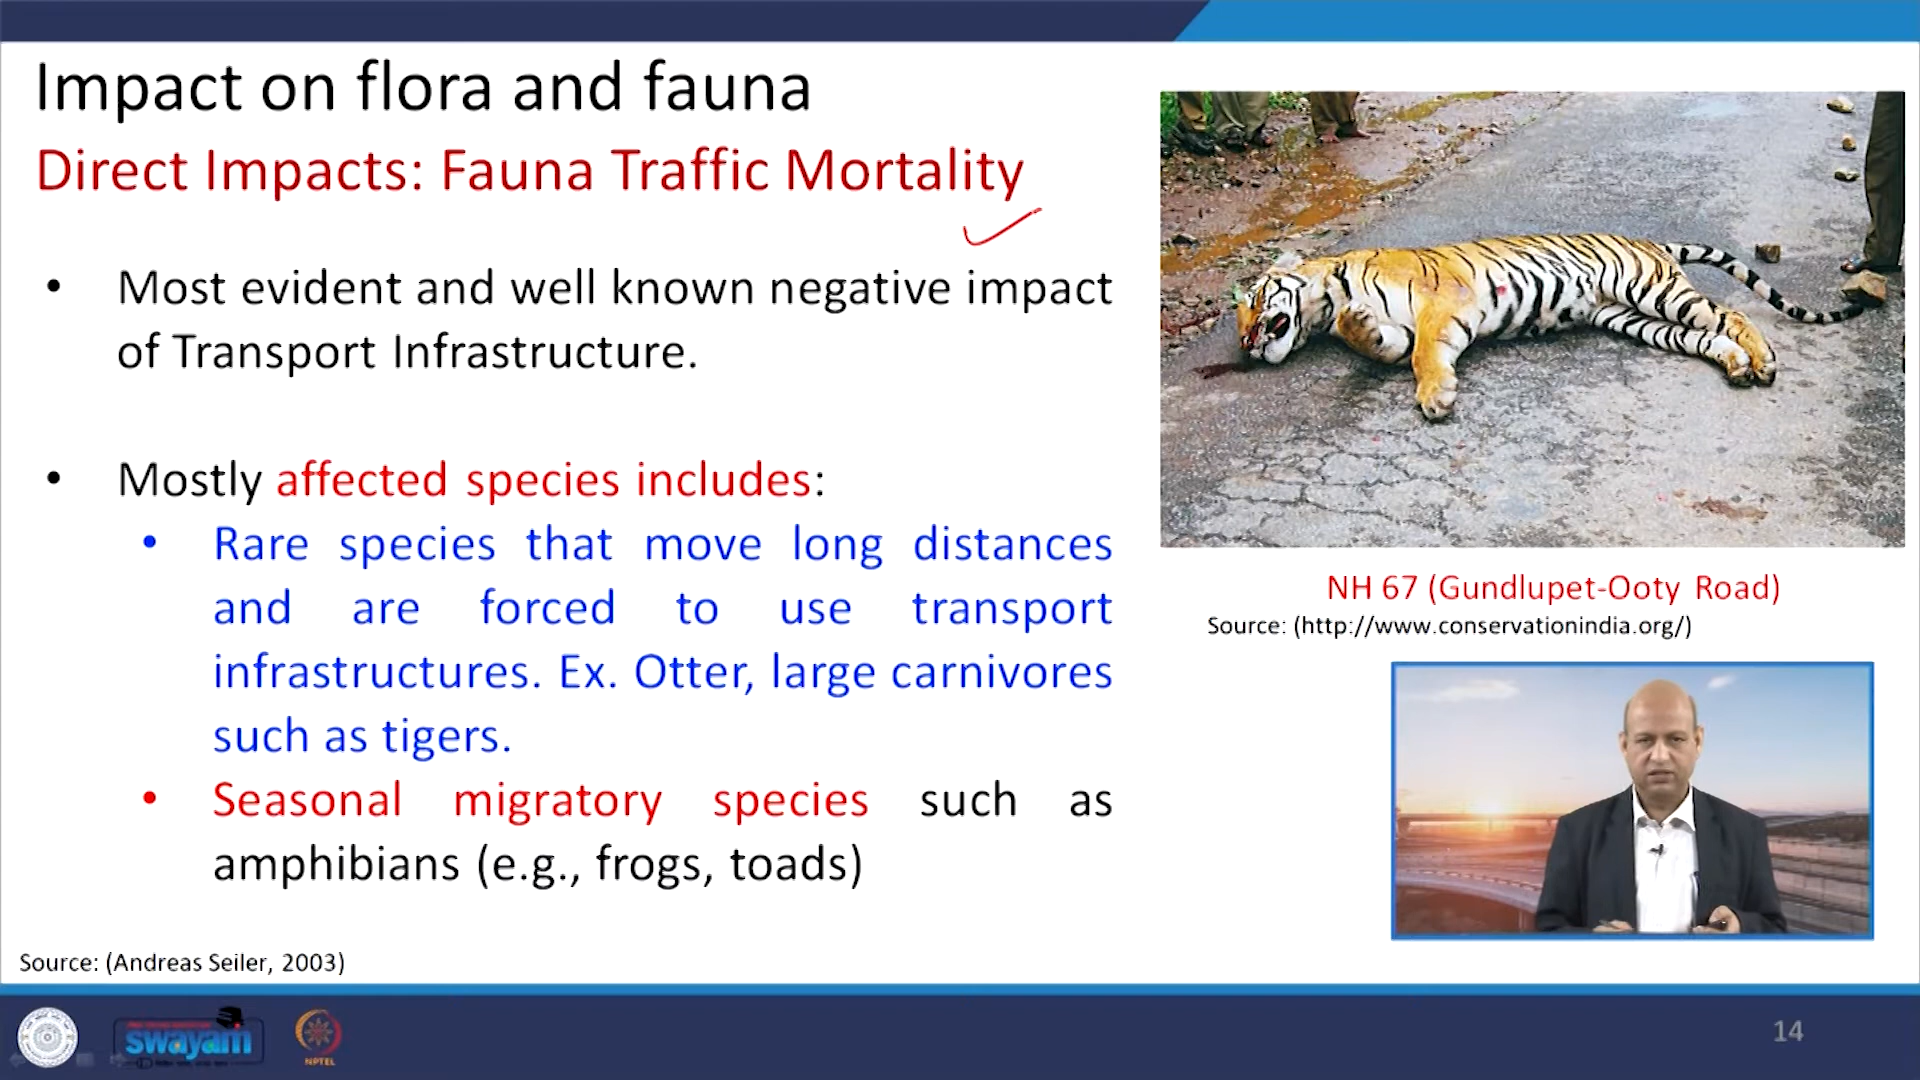 Impact on flora and fauna
Direct Impacts: Fauna Traffic Mortality
• Most evident and well known negative impact
of Transport Infrastructure.
• Mostly affected species includes:
• Rare species that move long distances
and are forced to use transport
infrastructures. Ex. Otter, large carnivores
such as tigers.
• Seasonal migratory species such as
amphibians (e.g., frogs, toads)
NH 67 (Gundlupet-Ooty Road)
Source: (http://www.conservationindia.org/)
Source: (Andreas Seiler, 2003)
swayam
NPTEL
14